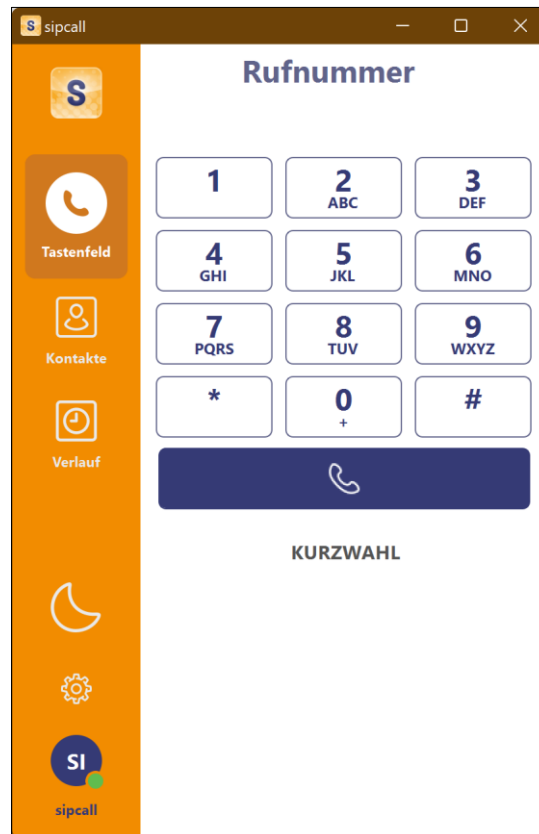 S sipcall
S
Rufnummer
1
2
ABC
3
DEF
Tastenfeld
4
GHI
5
JKL
6
MNO
Kontakte
7
PQRS
8
TUV
9
WXYZ
*
0
+
#
Verlauf
KURZWAHL
SI
sipcall